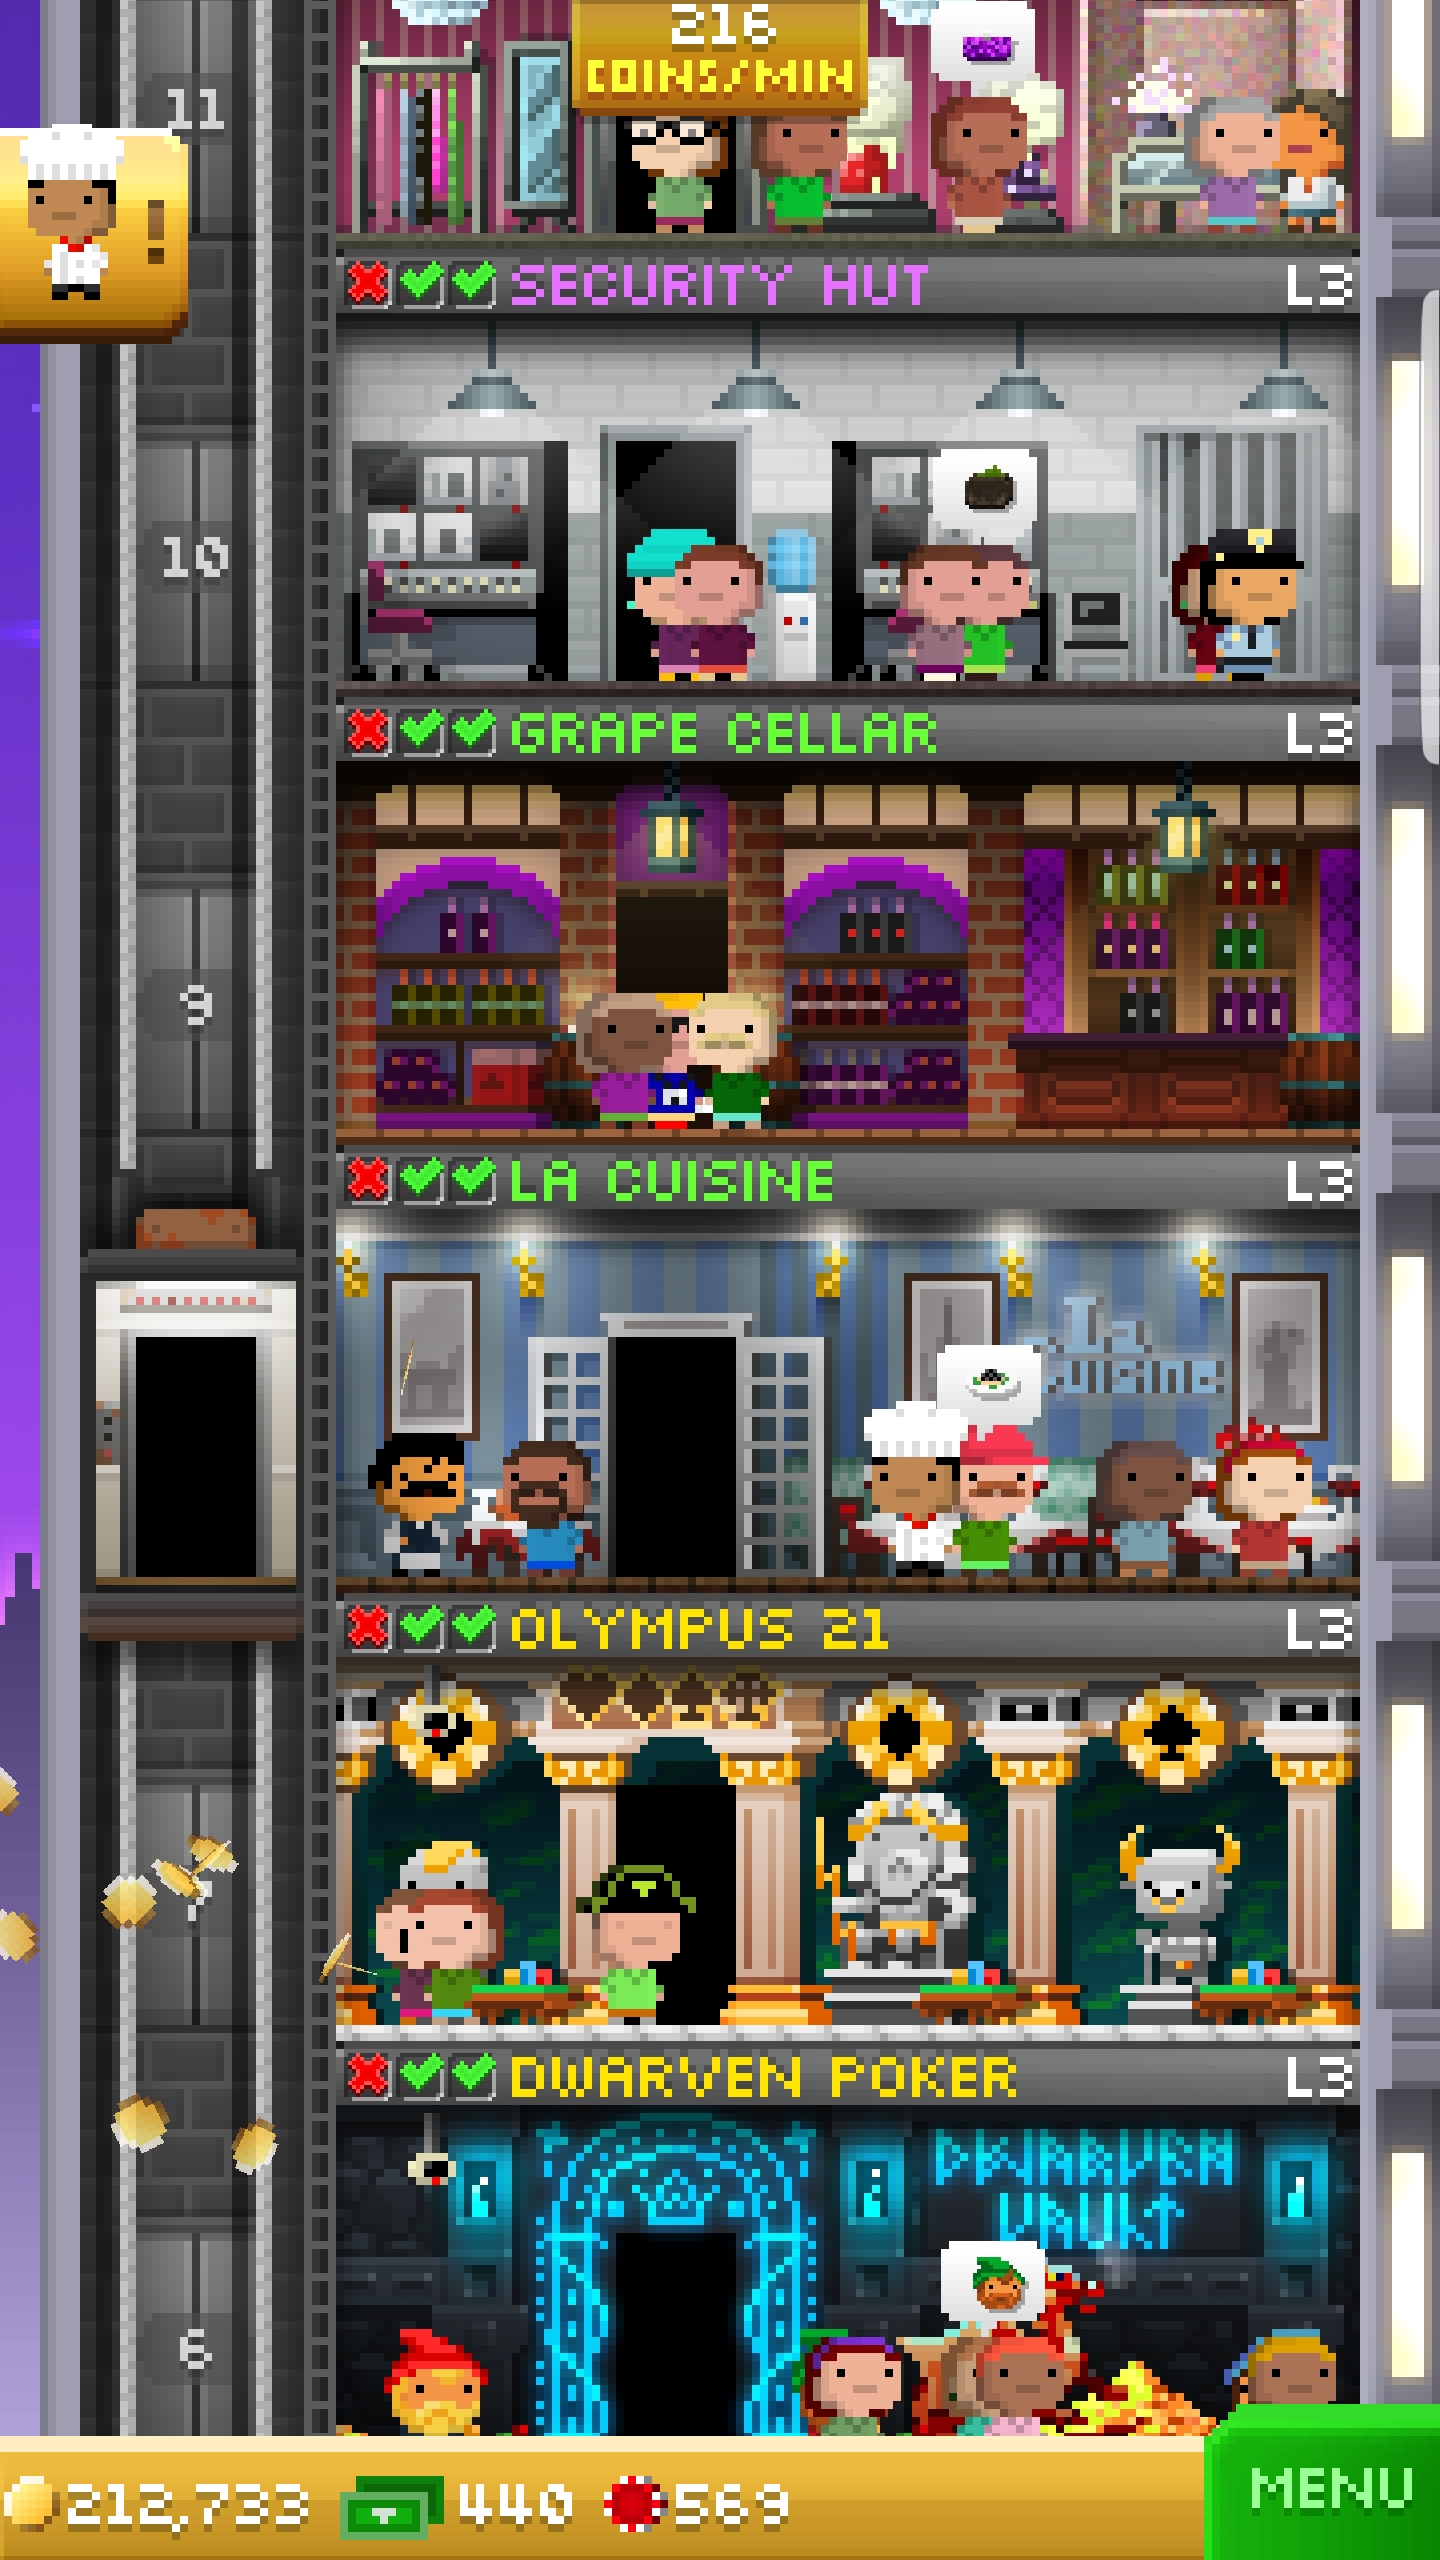 216
COINS/MIN
11
!
SECURITY HUT L3
10
GRAPE CELLAR L3
9
LA CUISINE L3
La
Cuisine
OLYMPUS 21 L3
DWARVEN POKER L3
DWARVEN
VAULT
6
212,733 440 569
MENU